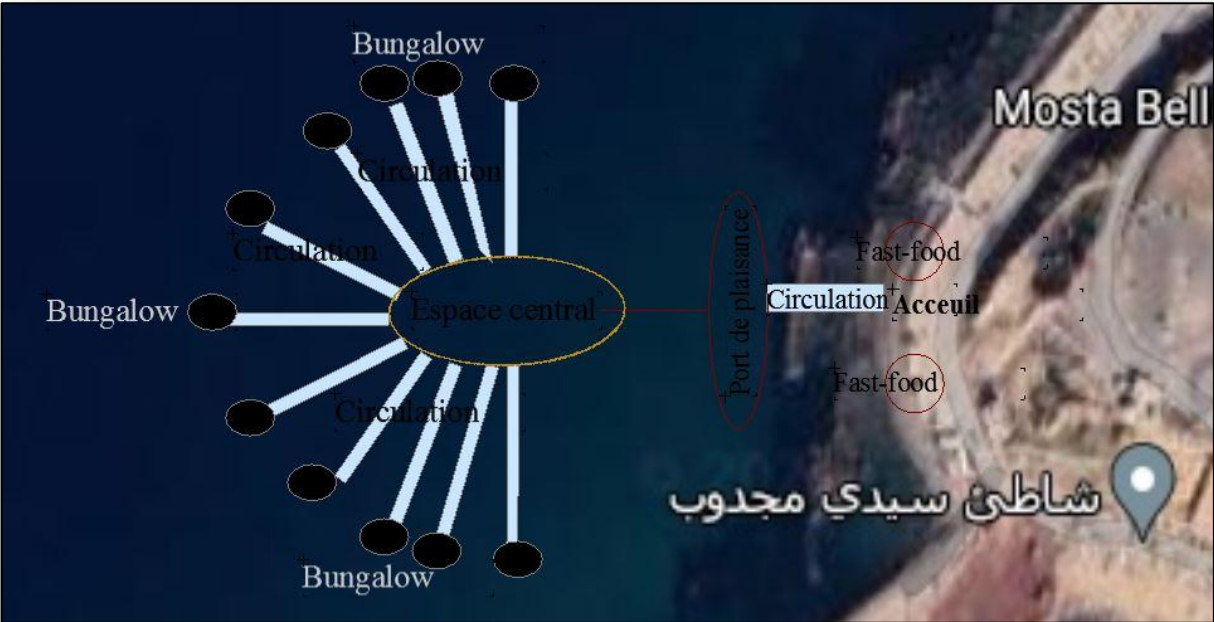 Bungalow
Mosta Bell
Circulation
Circulation
Fast-food
Port de plaisance
Bungalow
Espace central
Circulation
Acceuil
Fast-food
Circulation
شاطئ سيدي مجدوب
Bungalow